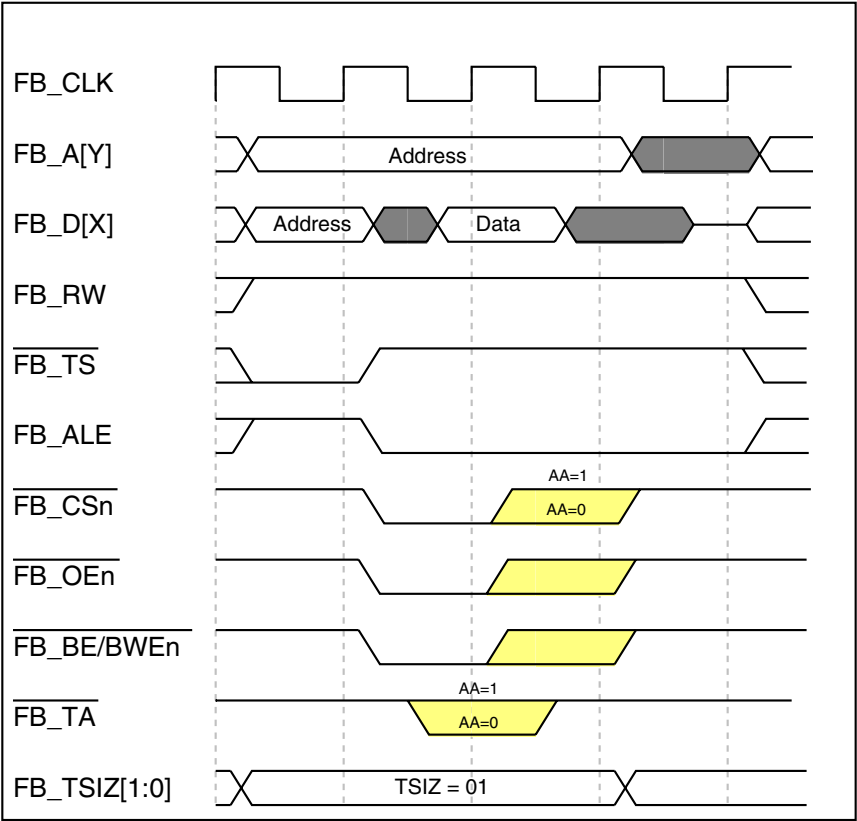 FB_CLK
FB_A[Y]
Address
FB_D[X]
Address
Data
FB_RW
FB_TS
FB_ALE
AA=1
FB_CSn
AA=0
FB_OEn
FB_BE/BWEn
AA=1
FB_TA
AA=0
FB_TSIZ[1:0]
TSIZ = 01